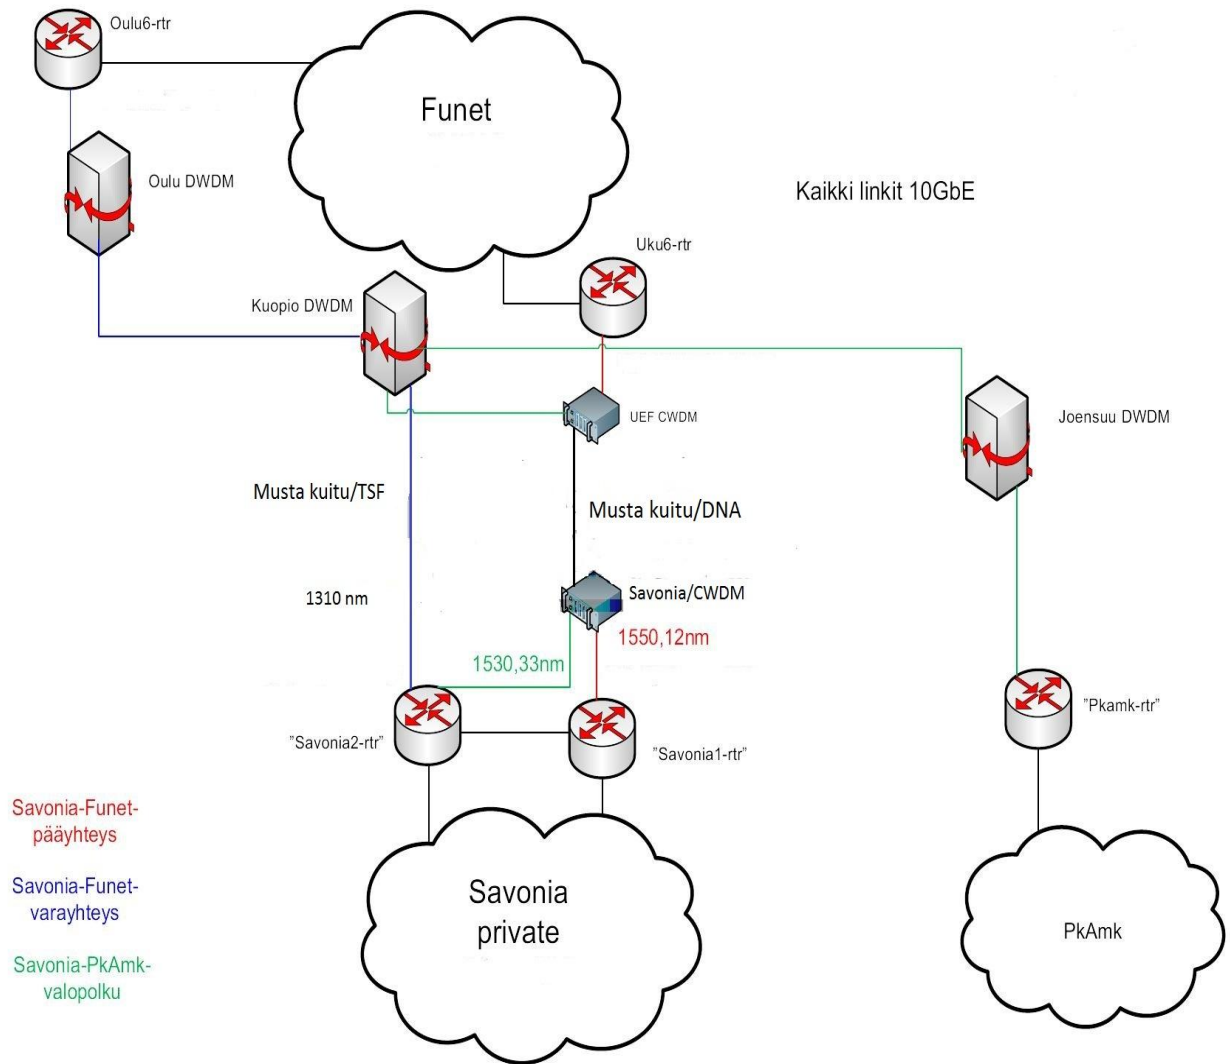 Oulu6-rtr
Funet
Oulu DWDM
Kaikki linkit 10GbE
Uku6-rtr
Kuopio DWDM
UEF CWDM
Joensuu DWDM
Musta kuitu/TSF
Musta kuitu/DNA
1310 nm
Savonia/CWDM
1550,12nm
1530,33nm
"Savonia2-rtr"
"Savonia1-rtr"
"Pkamk-rtr"
Savonia-Funet-
pääyhteys
Savonia-Funet-
varayhteys
Savonia-PkAmk-
valopolku
Savonia
private
PkAmk